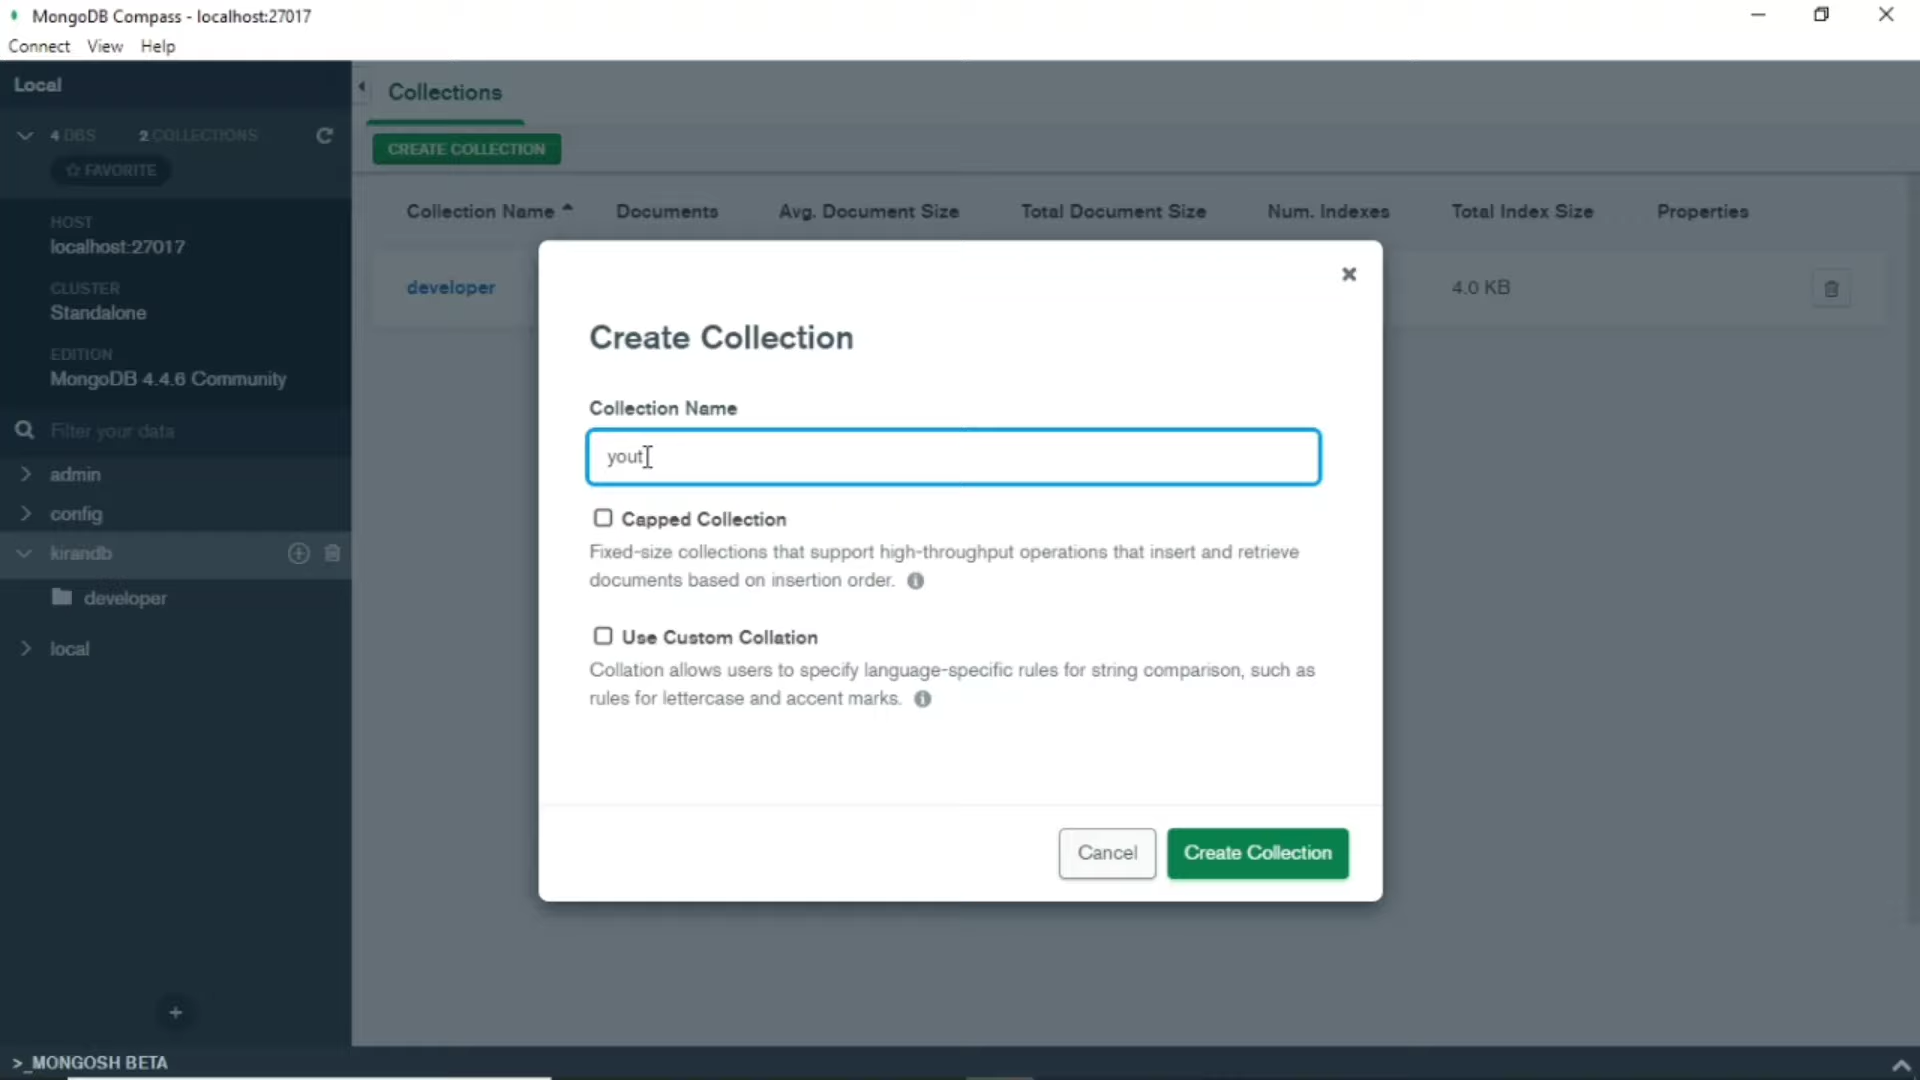 MongoDB Compass - localhost:27017
Connect View Help
Local
4 DBS 2 COLLECTIONS
FAVORITE
HOST
localhost:27017
CLUSTER
Standalone
EDITION
MongoDB 4.4.6 Community
Filter your data
admin
config
kirandb
developer
local
>_MONGOSH BETA
Collections
CREATE COLLECTION
Collection Name Documents Avg. Document Size Total Document Size Num. Indexes Total Index Size Properties
developer 4.0 KB
Create Collection
Collection Name
yout
Capped Collection
Fixed-size collections that support high-throughput operations that insert and retrieve
documents based on insertion order.
Use Custom Collation
Collation allows users to specify language-specific rules for string comparison, such as
rules for lettercase and accent marks.
Cancel Create Collection